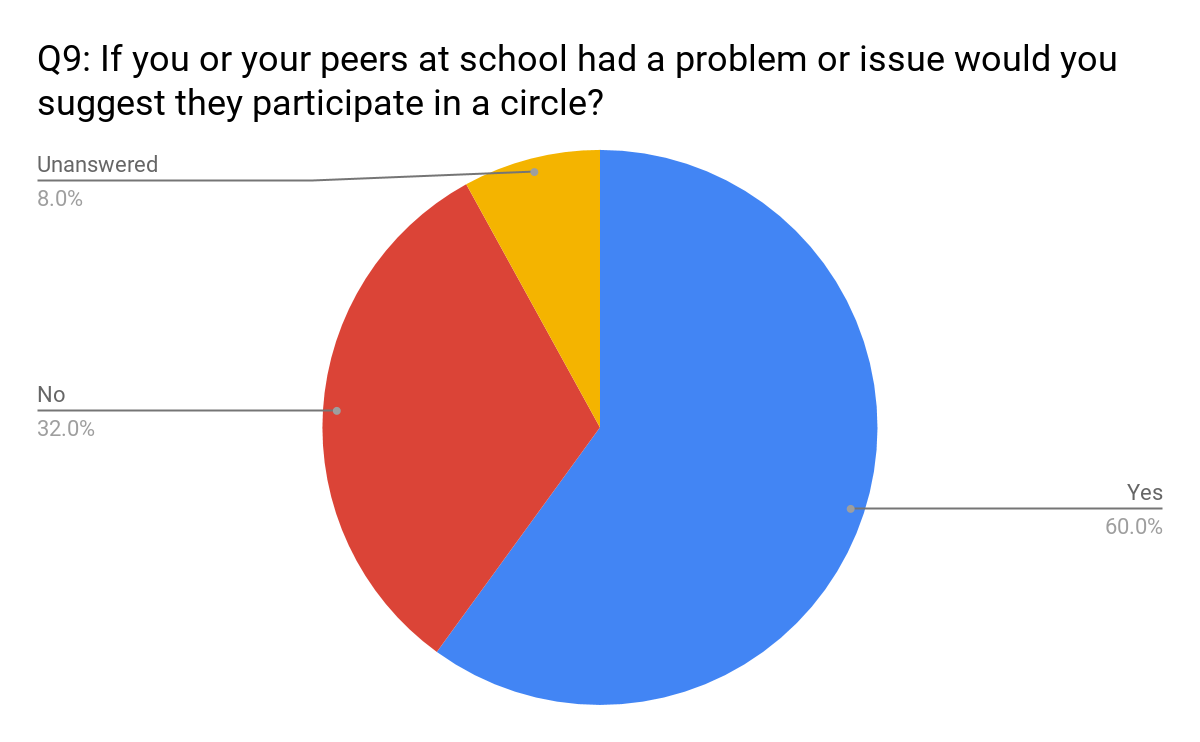 Q9: If you or your peers at school had a problem or issue would you
suggest they participate in a circle?
Unanswered
8.0%
No
32.0%
Yes
60.0%